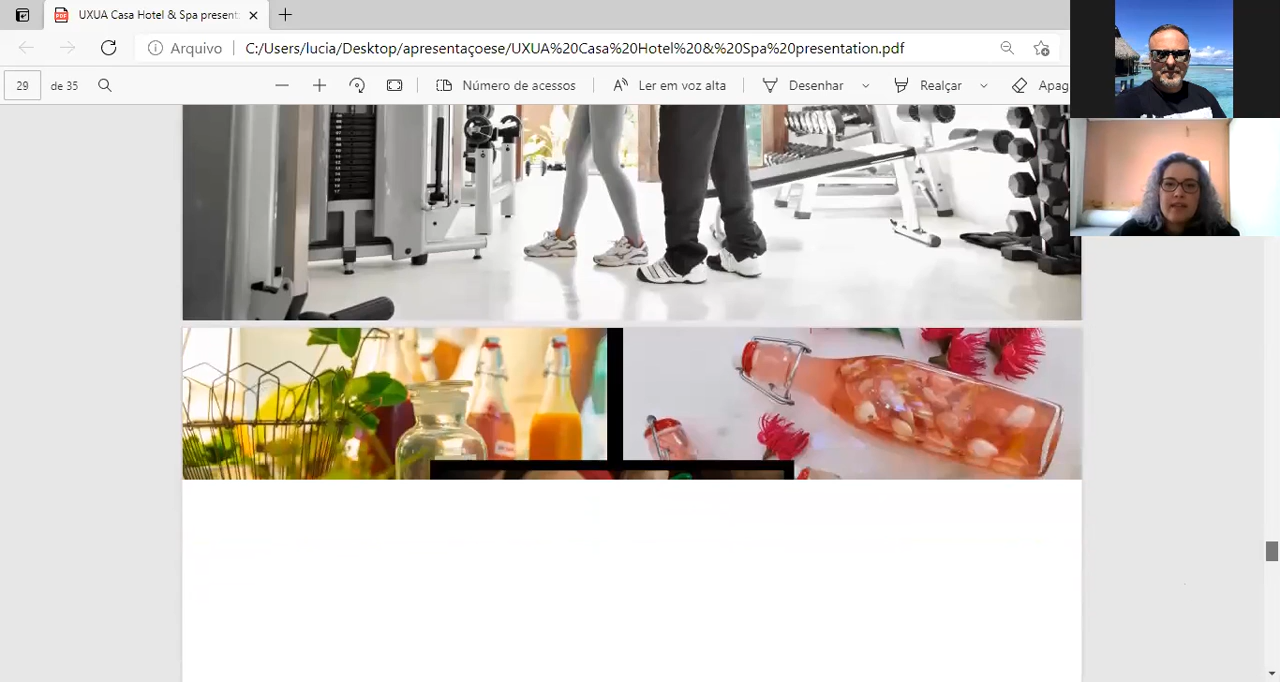 UXUA Casa Hotel & Spa present
Arquivo
C:/Users/lucia/Desktop/apresentaçoese/UXUA%20Casa%20Hotel%20&%20Spa%20presentation.pdf
29
de 35
Número de acessos
Ler em voz alta
Desenhar
Realçar
Apag